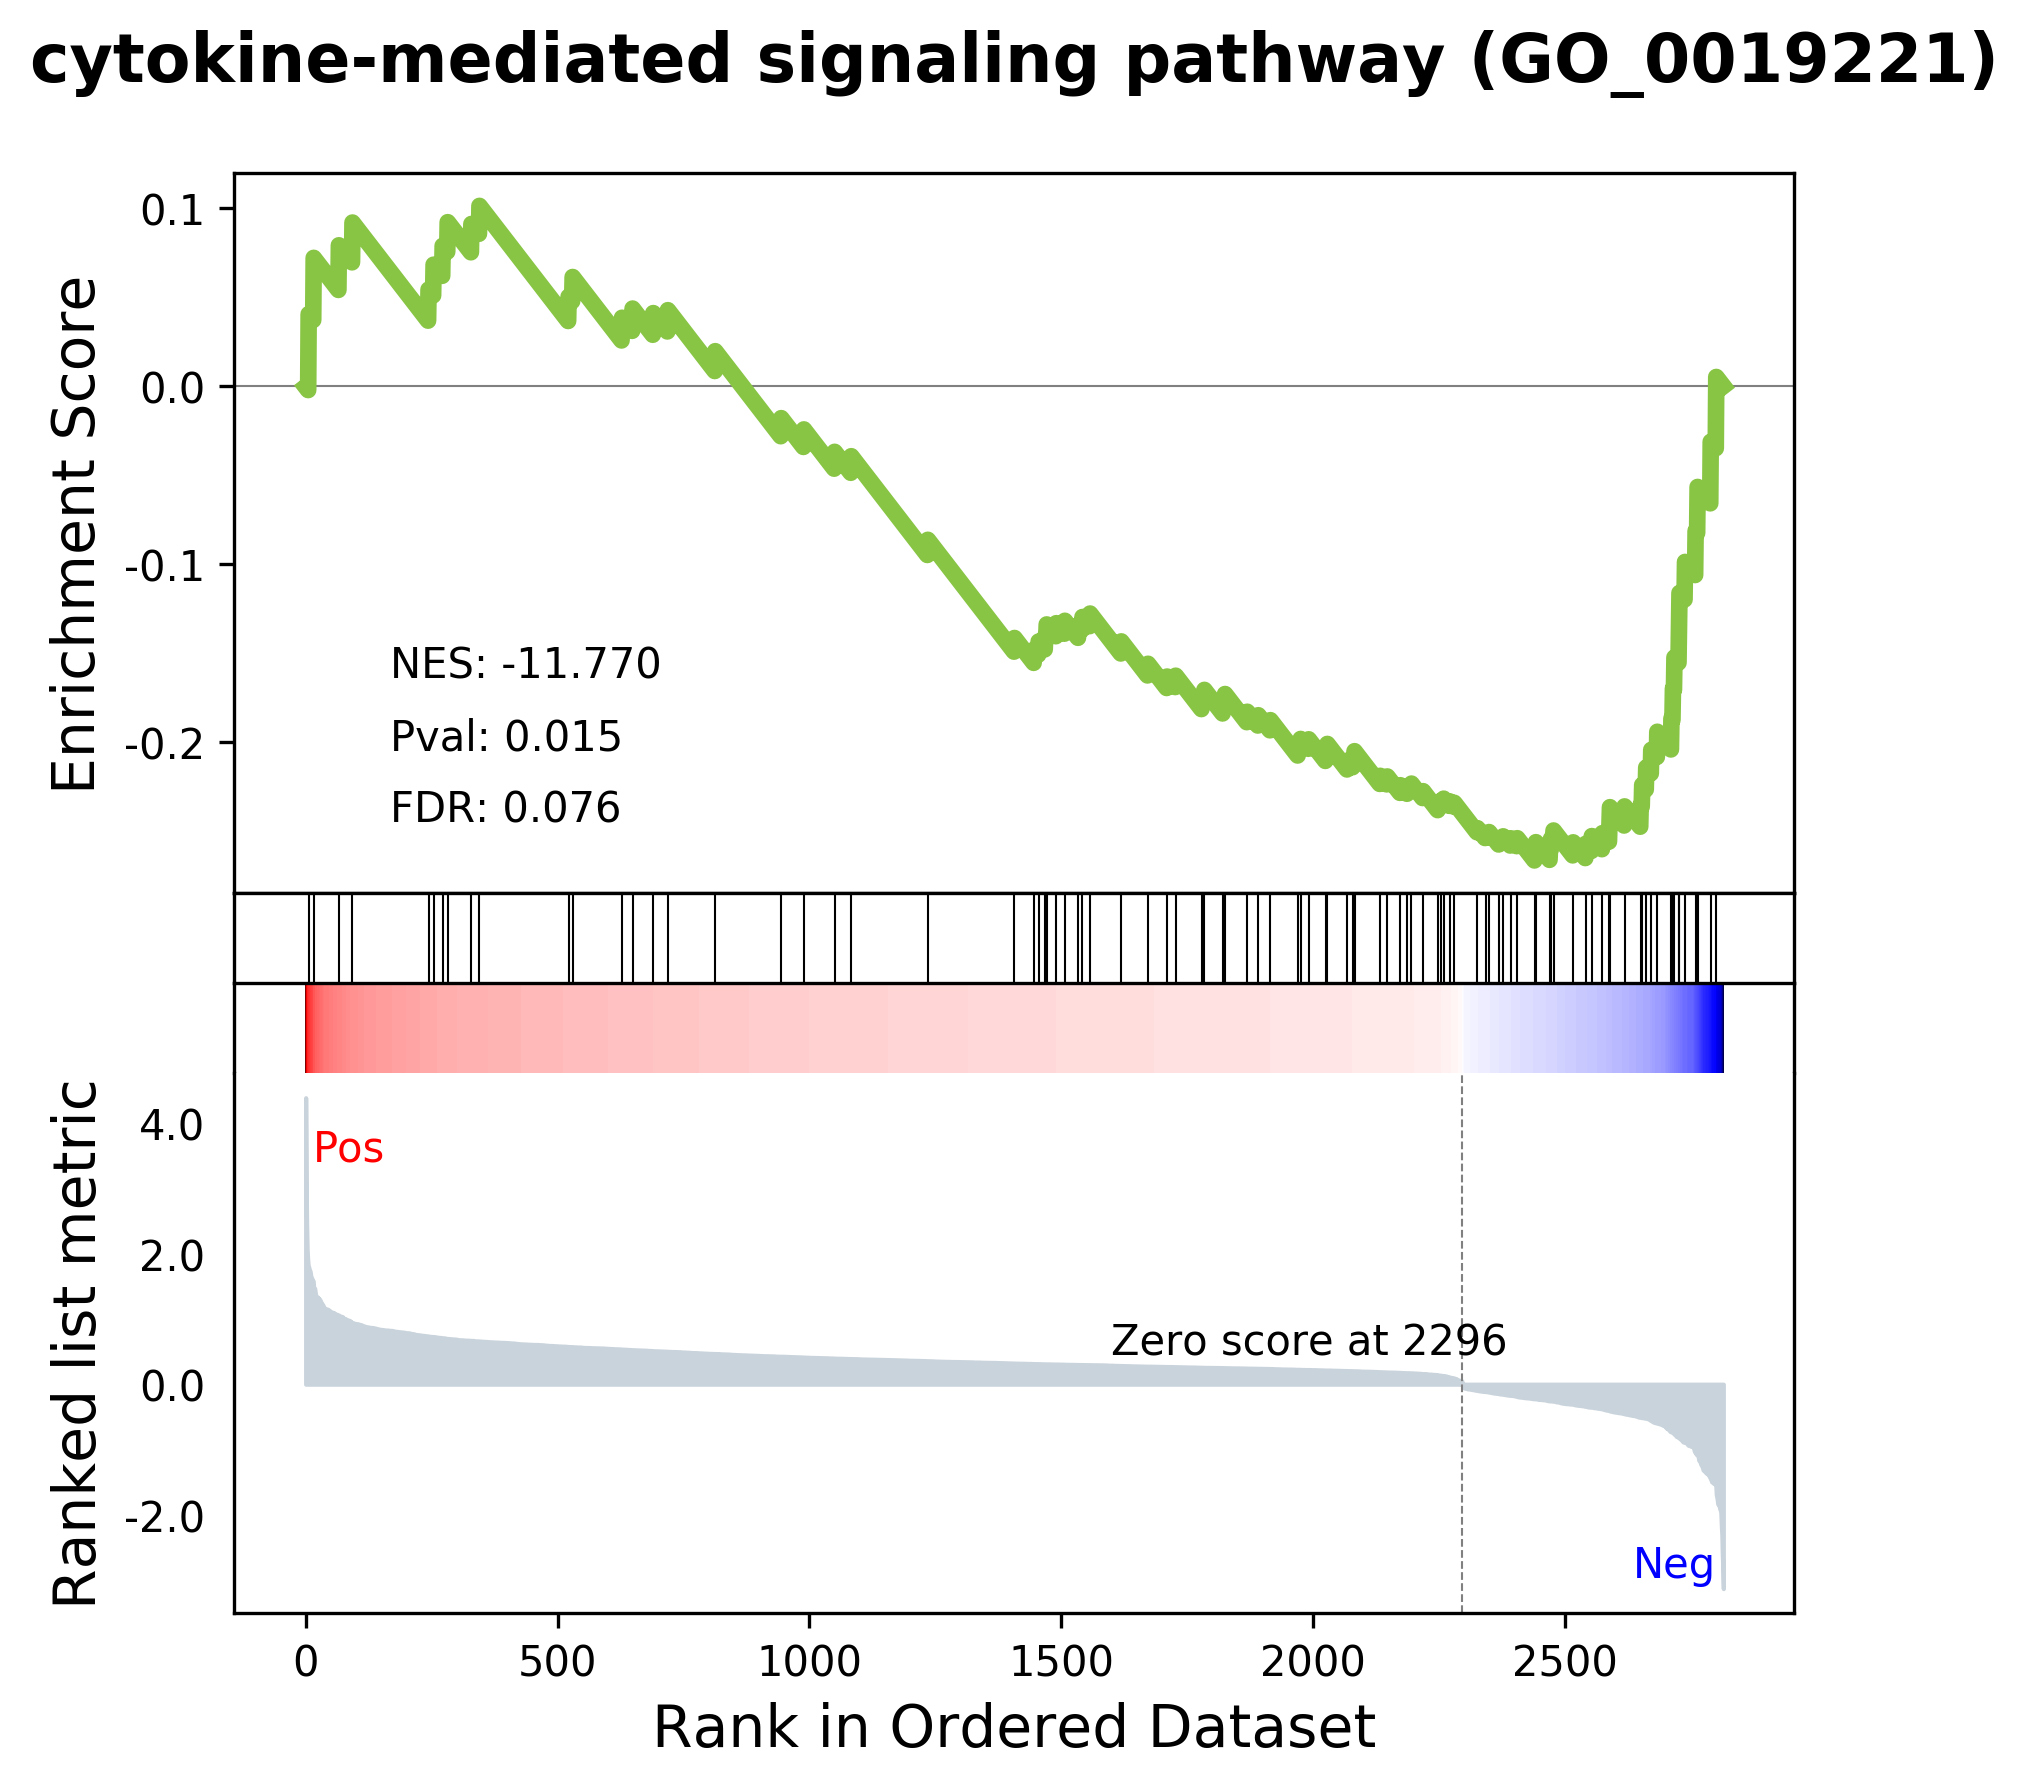 cytokine-mediated signaling pathway (GO_0019221)
Enrichment Score
0.1
0.0
-0.1
-0.2
NES: -11.770
Pval: 0.015
FDR: 0.076
Ranked list metric
4.0
2.0
0.0
-2.0
Pos
Zero score at 2296
Neg
0 500 1000 1500 2000 2500
Rank in Ordered Dataset